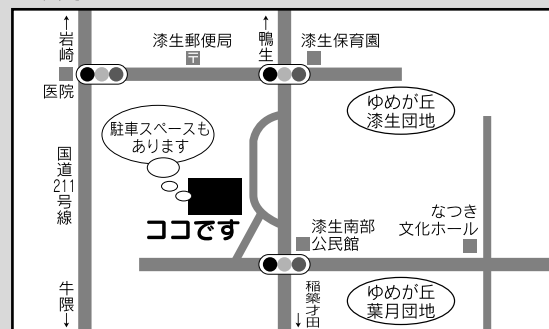 ↑岩崎
漆生郵便局
〒
↑鴨生
漆生保育園
医院
ゆめが丘
漆生団地
駐車スペースも
あります
国道211号線
ココです
漆生南部
公民館
なつき
文化ホール
牛隈↓
稲築才田↓
ゆめが丘
葉月団地